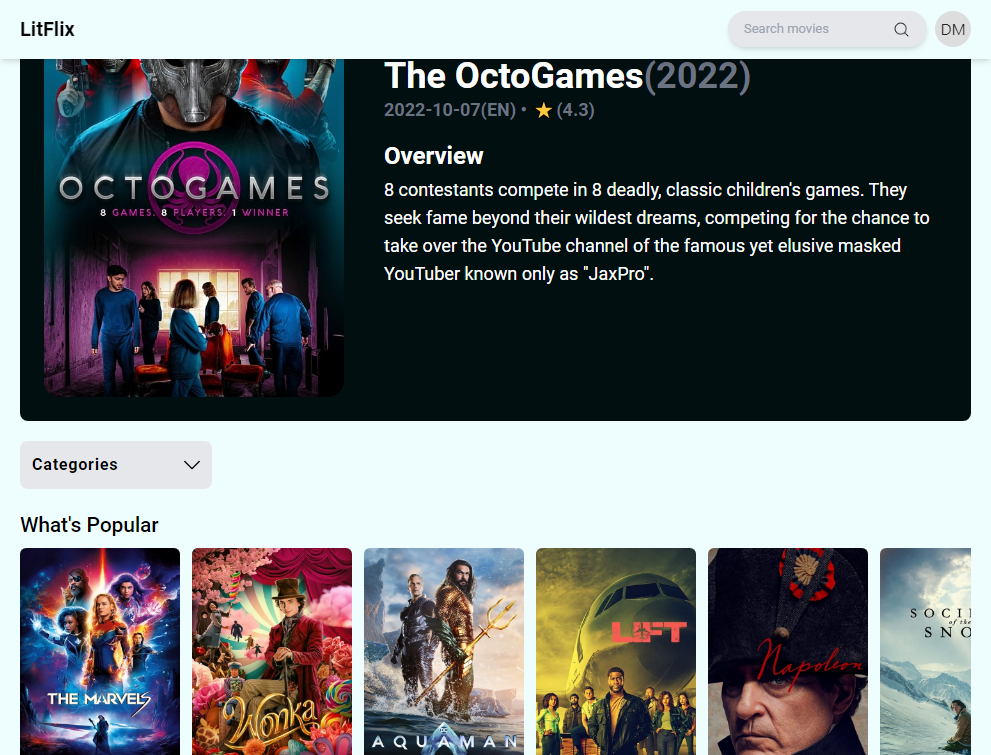 LitFlix
Search movies
DM
The OctoGames(2022)
2022-10-07(EN) • ★ (4.3)
Overview
8 contestants compete in 8 deadly, classic children's games. They
seek fame beyond their wildest dreams, competing for the chance to
take over the YouTube channel of the famous yet elusive masked
YouTuber known only as "JaxPro".
OCTOGAMES
8 GAMES. 8 PLAYERS. 1 WINNER
Categories
What's Popular
THE MARVELS
Wonka
AQUAMAN
LIFT
Napoleon
SOCI
of the
SNO